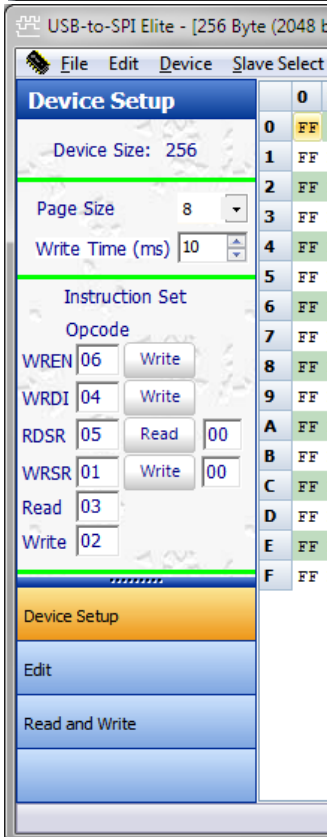 USB-to-SPI Elite - [256 Byte (2048
File Edit Device Slave Select
Device Setup
0
Device Size: 256
Page Size 8
Write Time (ms) 10
Instruction Set
Opcode
WREN 06 Write
WRDI 04 Write
RDSR 05 Read 00
WRSR 01 Write 00
Read 03
Write 02
0 FF
1 FF
2 FF
3 FF
4 FF
5 FF
6 FF
7 FF
8 FF
9 FF
A FF
B FF
C FF
D FF
E FF
F FF
Device Setup
Edit
Read and Write